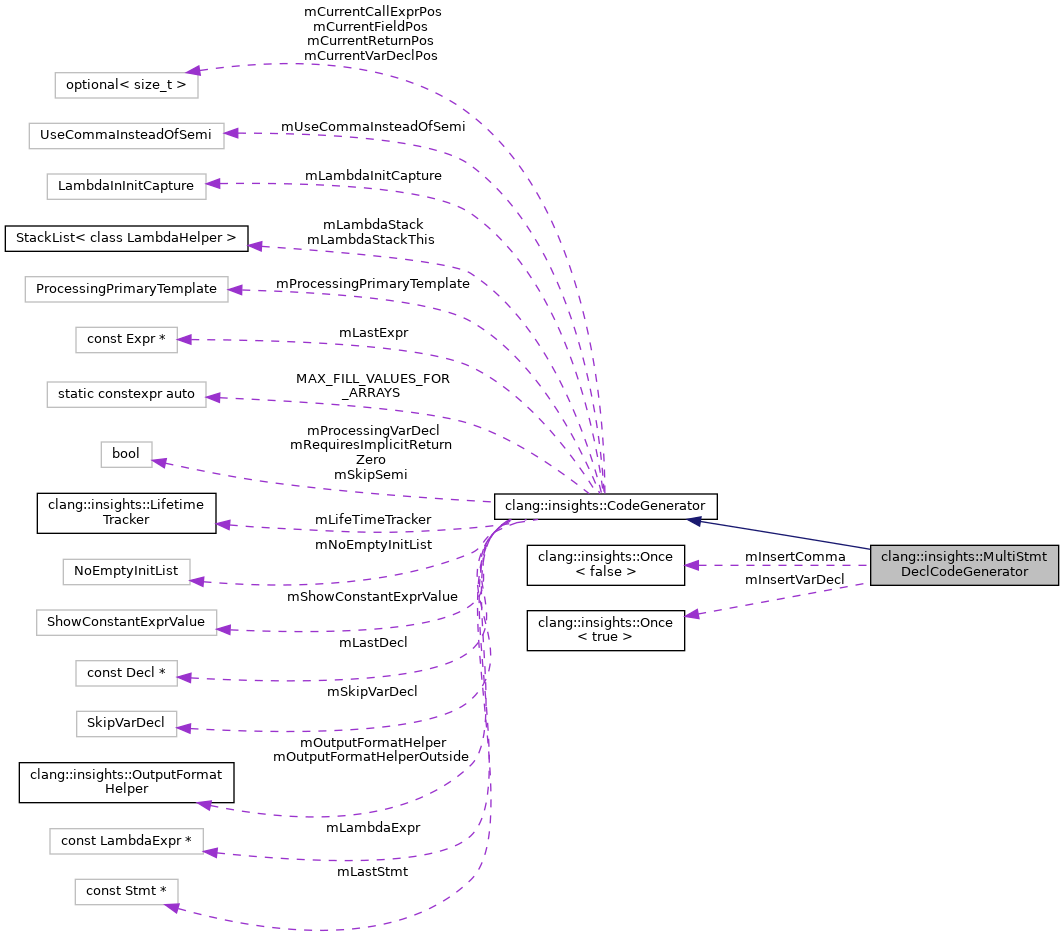 mCurrentCallExprPos
mCurrentFieldPos
mCurrentReturnPos
mCurrentVarDeclPos
optional< size_t >
mUseCommaInsteadOfSemi
UseCommaInsteadOfSemi
mLambdaInitCapture
LambdaInInitCapture
mLambdaStack
mLambdaStackThis
StackList< class LambdaHelper >
mProcessingPrimaryTemplate
ProcessingPrimaryTemplate
mLastExpr
const Expr *
MAX_FILL_VALUES_FOR
_ARRAYS
static constexpr auto
mProcessingVarDecl
mRequiresImplicitReturn
Zero
mSkipSemi
bool
clang::insights::CodeGenerator
clang::insights::Lifetime
Tracker
mLifeTimeTracker
mNoEmptyInitList
NoEmptyInitList
clang::insights::Once
< false >
mInsertComma
clang::insights::MultiStmt
DeclCodeGenerator
mInsertVarDecl
clang::insights::Once
< true >
mShowConstantExprValue
ShowConstantExprValue
mLastDecl
const Decl *
mSkipVarDecl
SkipVarDecl
mOutputFormatHelper
mOutputFormatHelperOutside
clang::insights::OutputFormat
Helper
mLambdaExpr
const LambdaExpr *
mLastStmt
const Stmt *